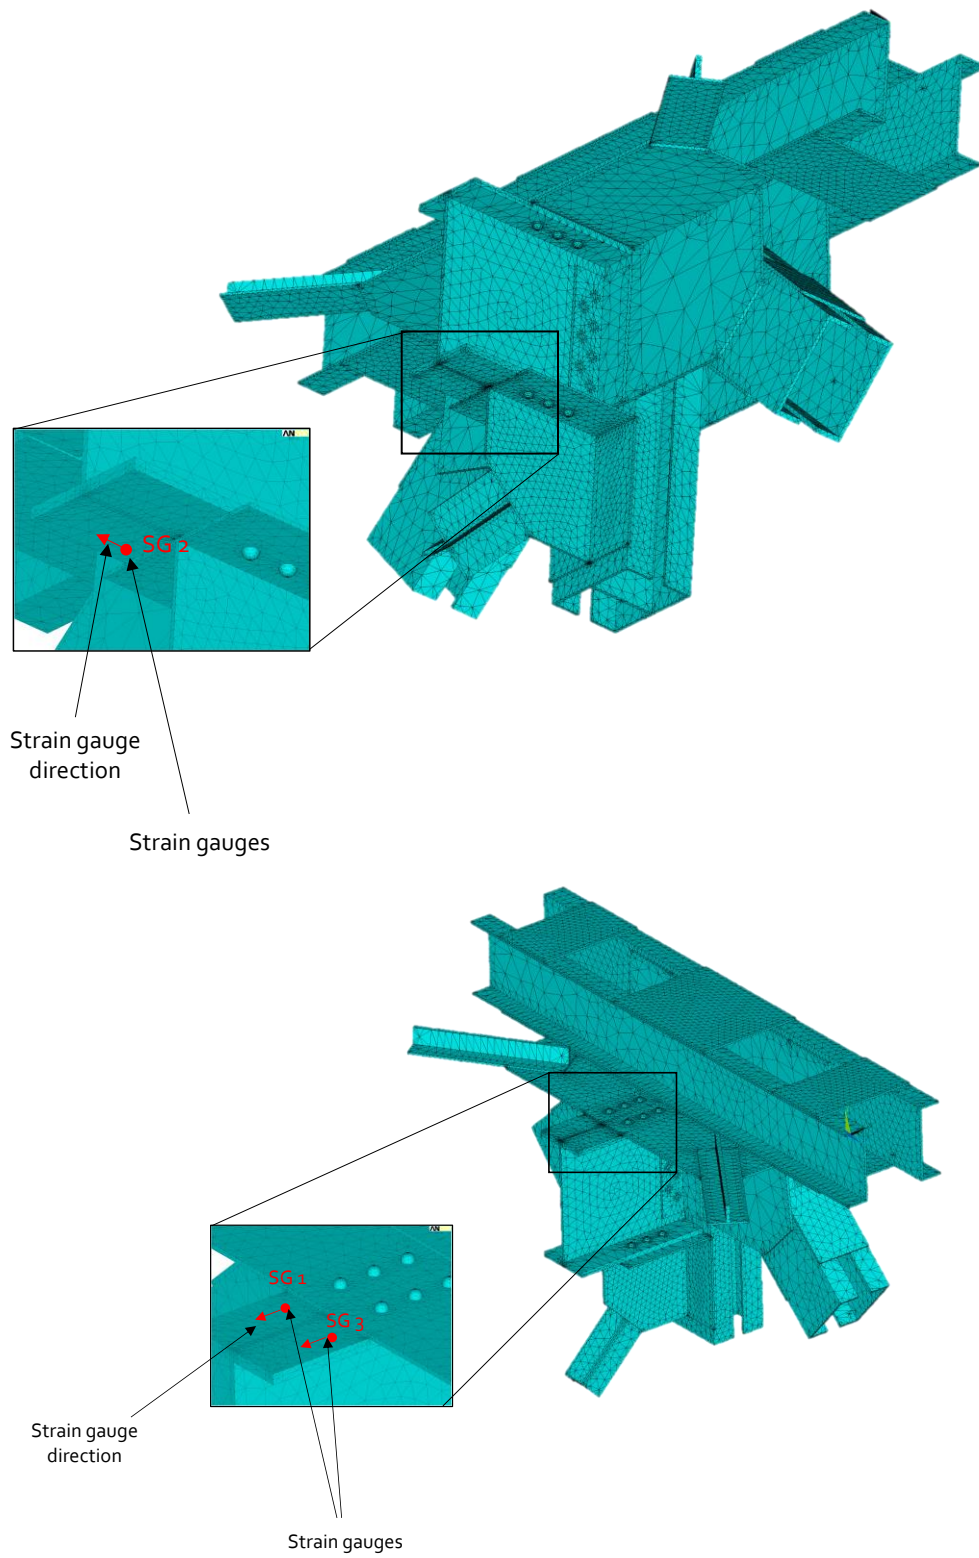 SG 2
Strain gauge
direction
Strain gauges
SG 1
SG 3
Strain gauge
direction
Strain gauges